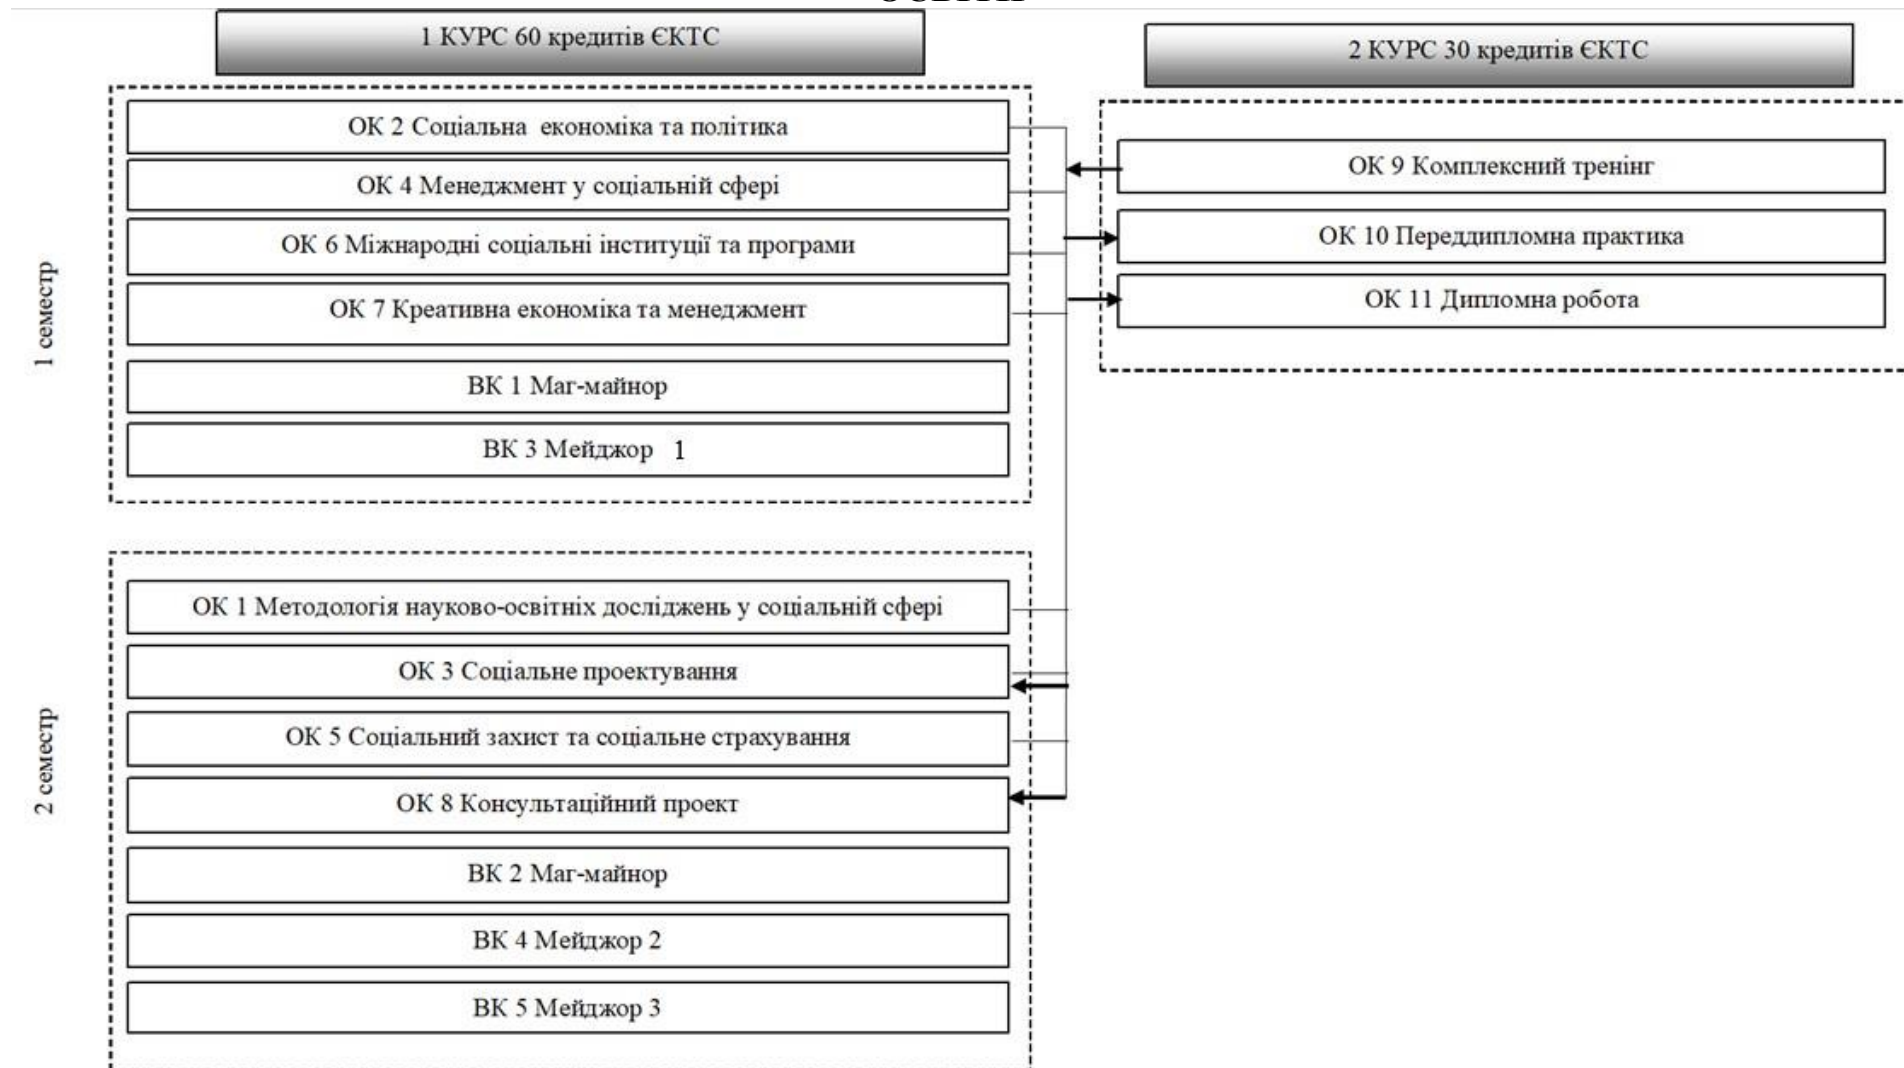 1 КУРС 60 кредитів ЄКТС
2 КУРС 30 кредитів ЄКТС
1 семестр
ОК 2 Соціальна економіка та політика
ОК 4 Менеджмент у соціальній сфері
ОК 6 Міжнародні соціальні інституції та програми
ОК 7 Креативна економіка та менеджмент
ВК 1 Маг-майнор
ВК 3 Мейджор 1
ОК 9 Комплексний тренінг
ОК 10 Переддипломна практика
ОК 11 Дипломна робота
2 семестр
ОК 1 Методологія науково-освітніх досліджень у соціальній сфері
ОК 3 Соціальне проектування
ОК 5 Соціальний захист та соціальне страхування
ОК 8 Консультаційний проект
ВК 2 Маг-майнор
ВК 4 Мейджор 2
ВК 5 Мейджор 3